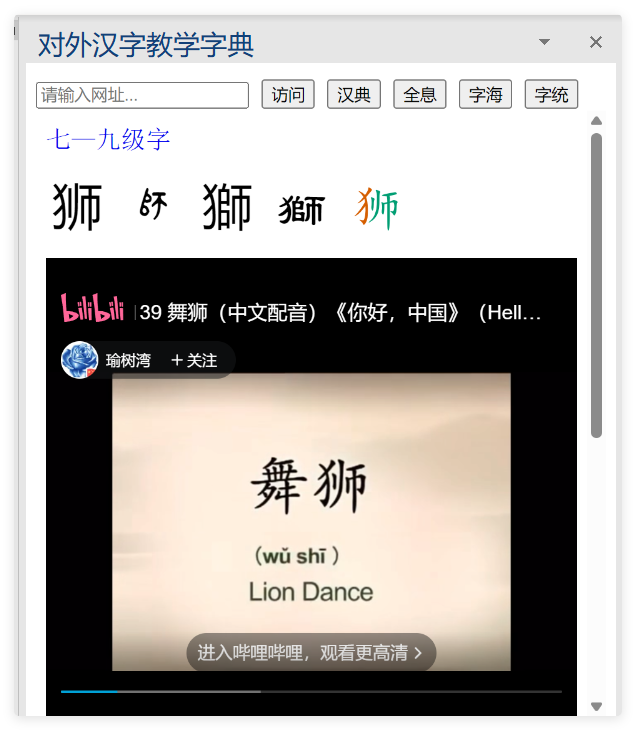 对外汉字教学字典
请输入网址... 访问 汉典 全息 字海 字统
七—九级字
狮 獅 獅 狮
bilibili 39 舞狮（中文配音）《你好，中国》（Hell...
瑜树湾 + 关注
舞狮
（wǔ shī ）
Lion Dance
进入哔哩哔哩，观看更高清 >